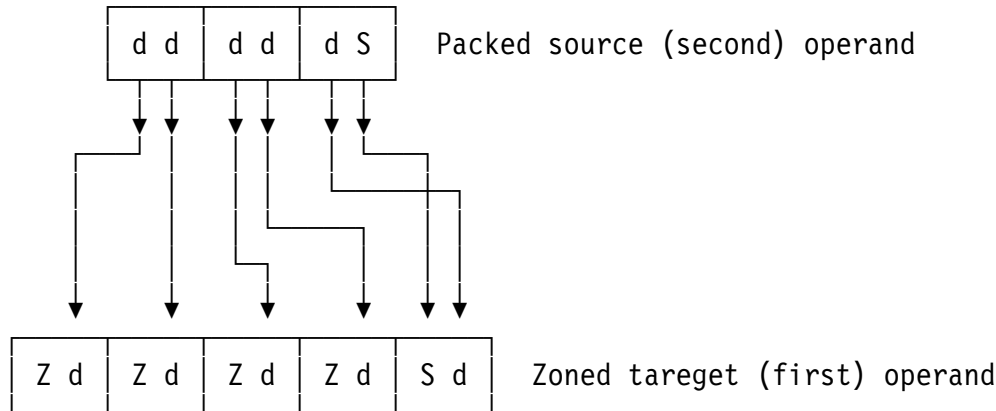 d d d d d S Packed source (second) operand
Z d Z d Z d Z d S d Zoned tareget (first) operand